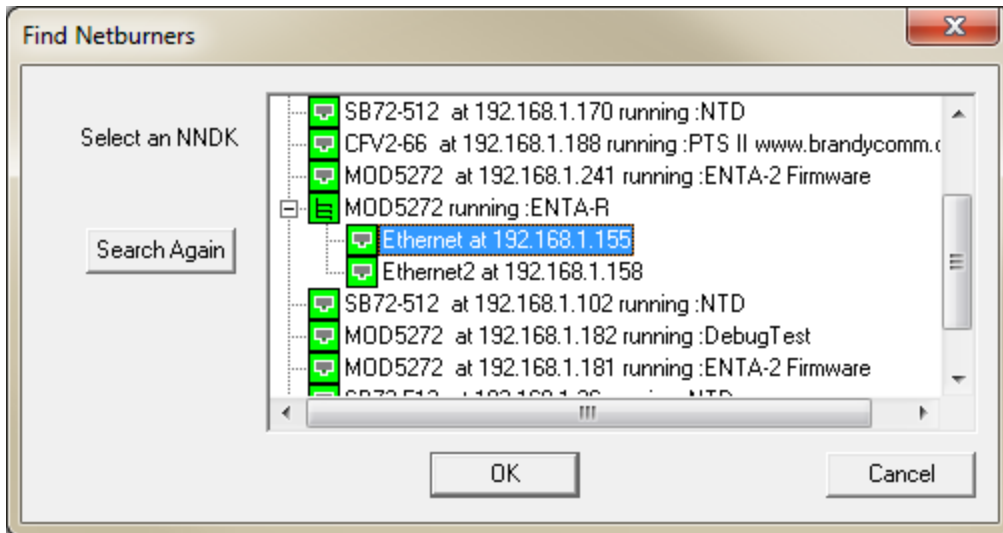 Find Netburners
Select an NNDK
Search Again
SB72-512 at 192.168.1.170 running :NTD
CFV2-66 at 192.168.1.188 running :PTS II www.brandycomm.c
MOD5272 at 192.168.1.241 running :ENTA-2 Firmware
MOD5272 running :ENTA-R
Ethernet at 192.168.1.155
Ethernet2 at 192.168.1.158
SB72-512 at 192.168.1.102 running :NTD
MOD5272 at 192.168.1.182 running :DebugTest
MOD5272 at 192.168.1.181 running :ENTA-2 Firmware
OK
Cancel